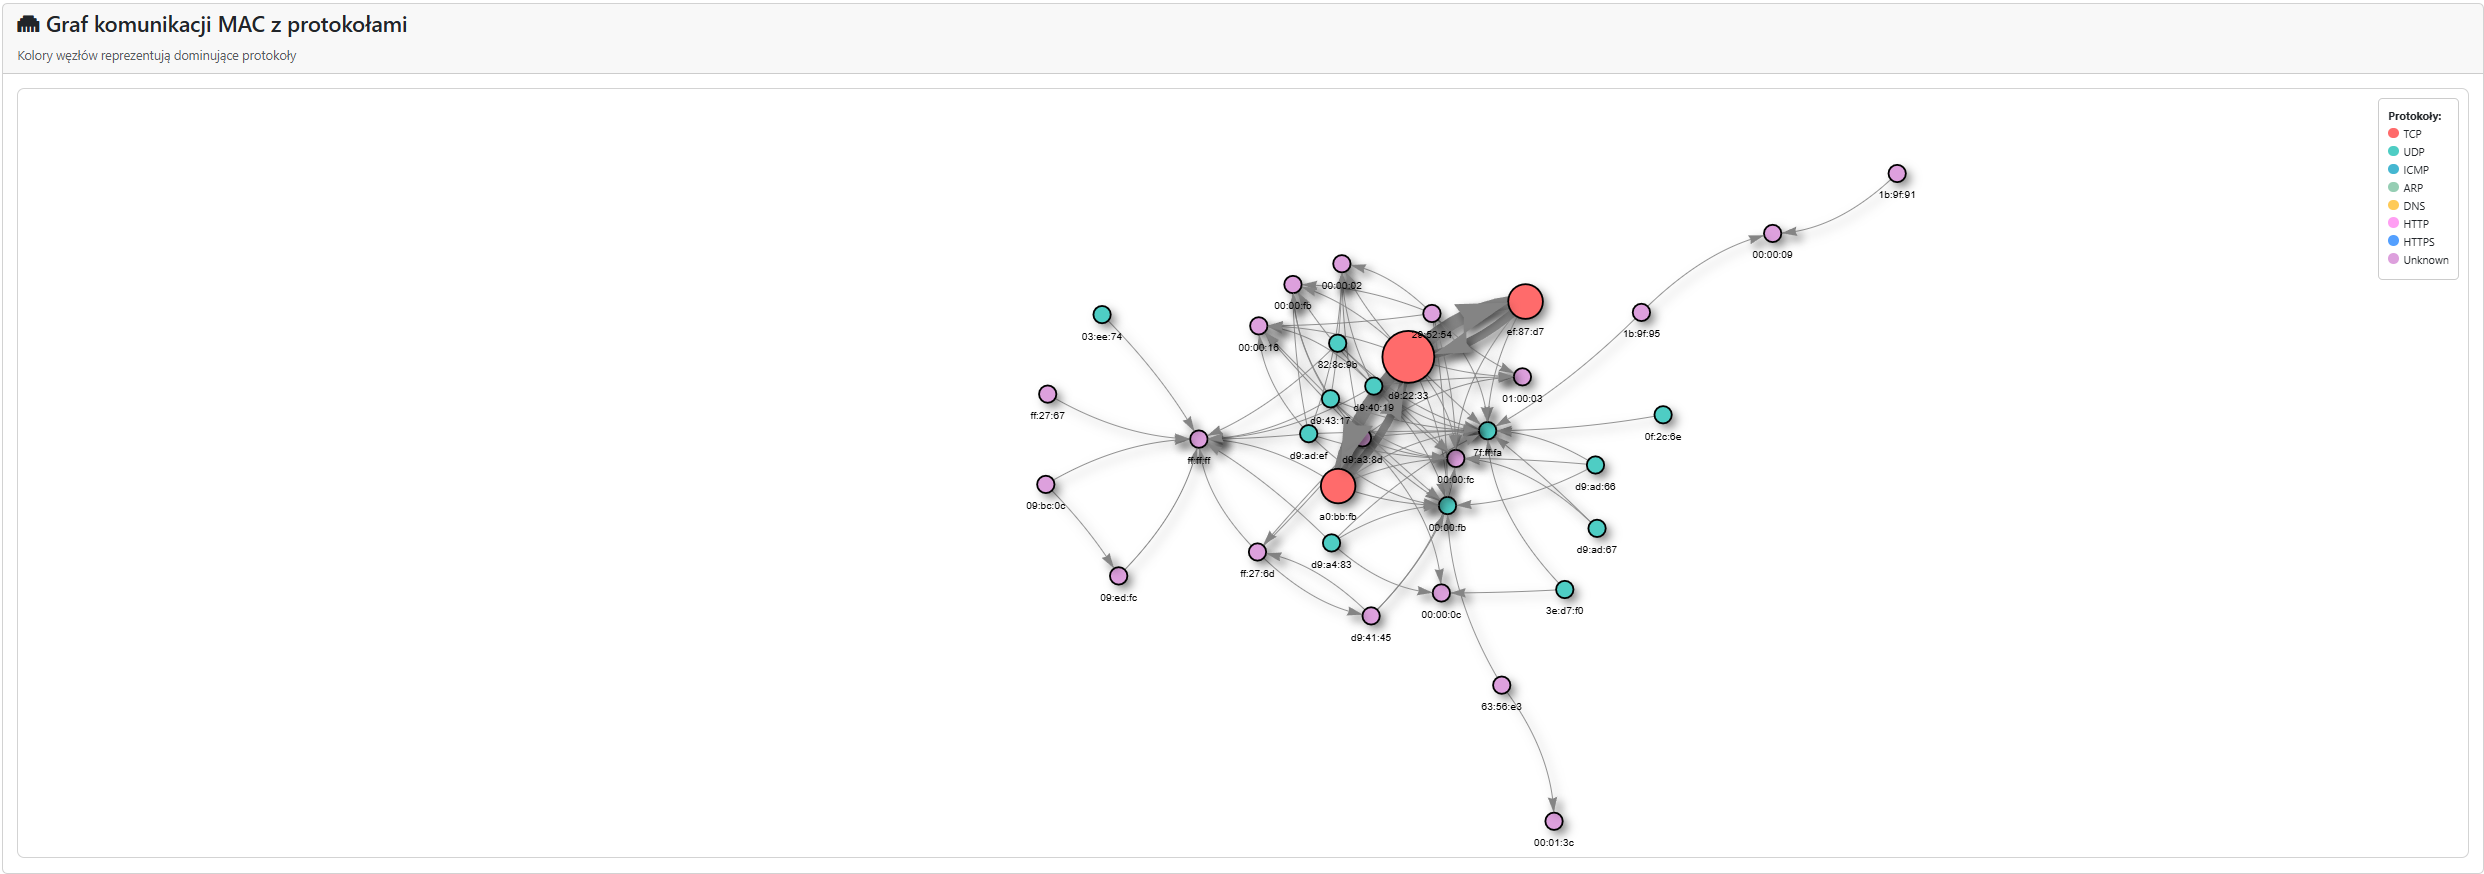 Graf komunikacji MAC z protokołami
Kolory węzłów reprezentują dominujące protokoły
Protokoły:
TCP
UDP
ICMP
ARP
DNS
HTTP
HTTPS
Unknown
1b:9f:91
00:00:09
00:00:02
00:00:fb
03:ee:74
1b:9f:95
ef:87:d7
29:52:54
00:00:16
82:8c:9b
d9:22:33
01:00:03
d9:40:19
ff:27:67
d9:43:17
0f:2c:6e
7f:ff:fa
d9:ad:ef
d9:a3:8d
ff:ff:ff
00:00:fc
d9:ad:66
09:bc:0c
a0:bb:fb
00:00:fb
d9:ad:67
d9:a4:83
ff:27:6d
09:ed:fc
3e:d7:f0
00:00:0c
d9:41:45
63:56:e3
00:01:3c